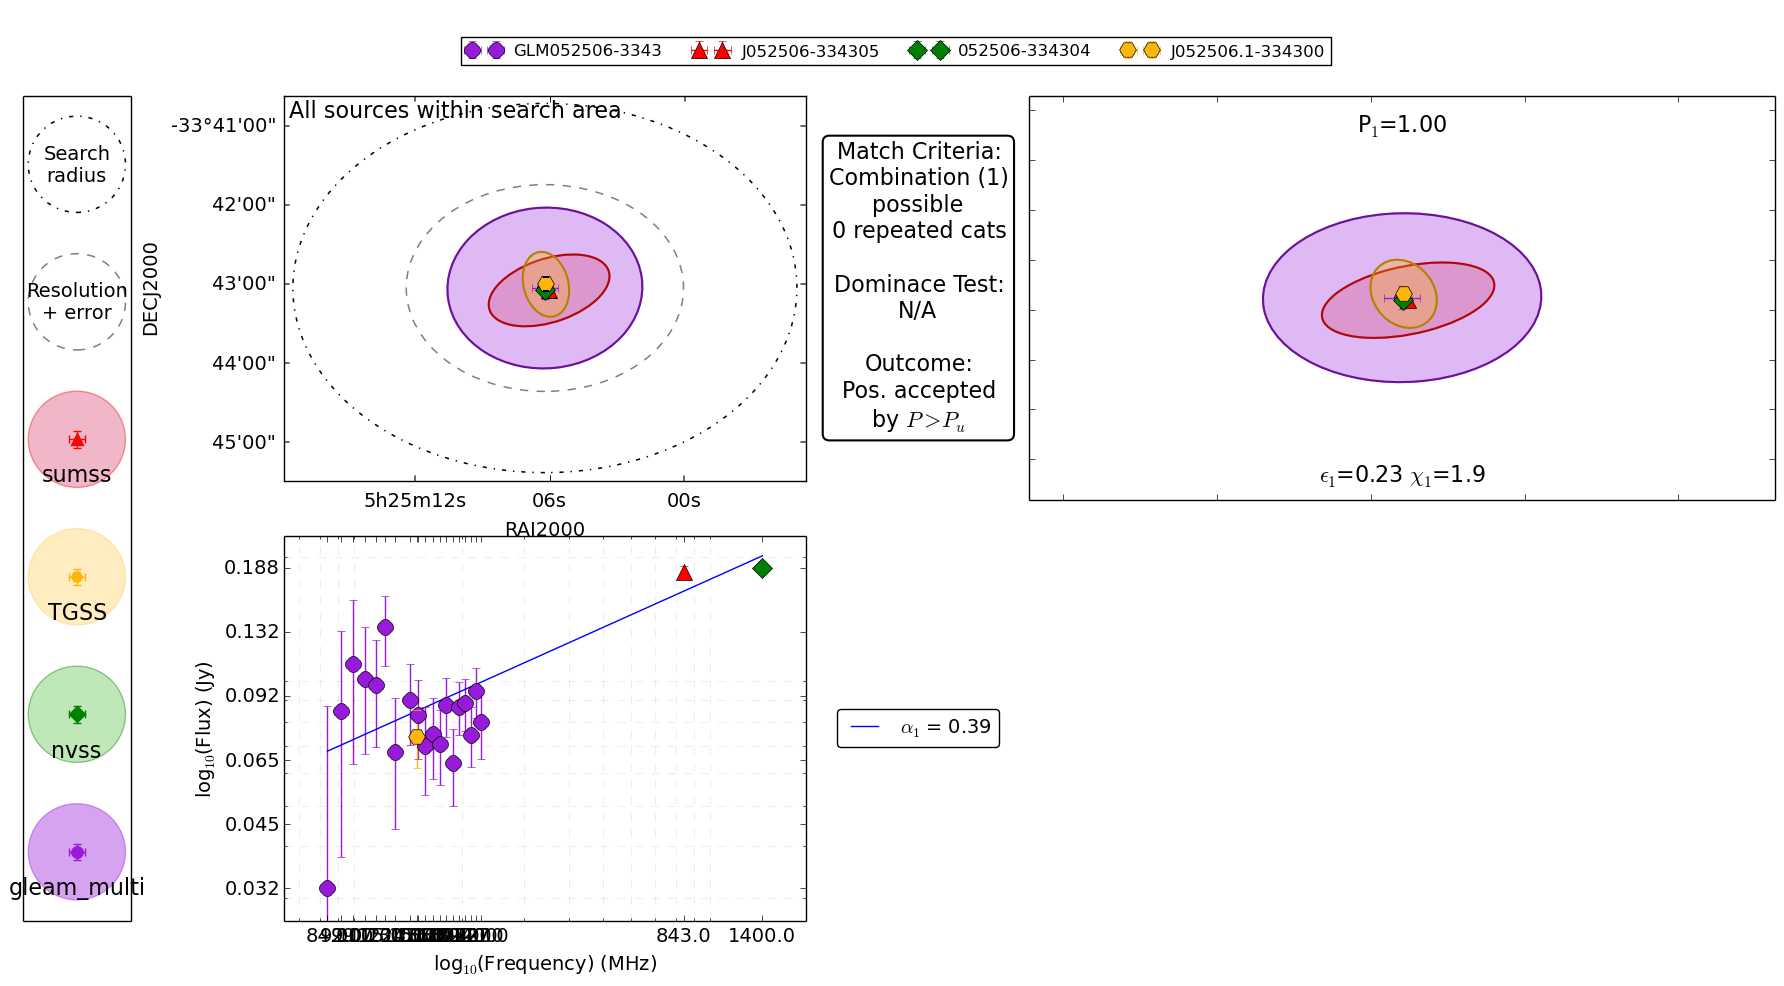 GLM052506-3343 J052506-334305 052506-334304 J052506.1-334300
Search
radius
Resolution
+ error
sumss
TGSS
nvss
gleam_multi
All sources within search area
-33°41'00"
42'00"
43'00"
44'00"
45'00"
DECJ2000
5h25m12s 06s 00s
RAJ2000
Match Criteria:
Combination (1)
possible
0 repeated cats
Dominace Test:
N/A
Outcome:
Pos. accepted
by P>Pu
P1=1.00
ϵ1=0.23 χ1=1.9
0.188
0.132
0.092
0.065
0.045
0.032
log10(Flux) (Jy)
843.0 1400.0
log10(Frequency) (MHz)
α1 = 0.39